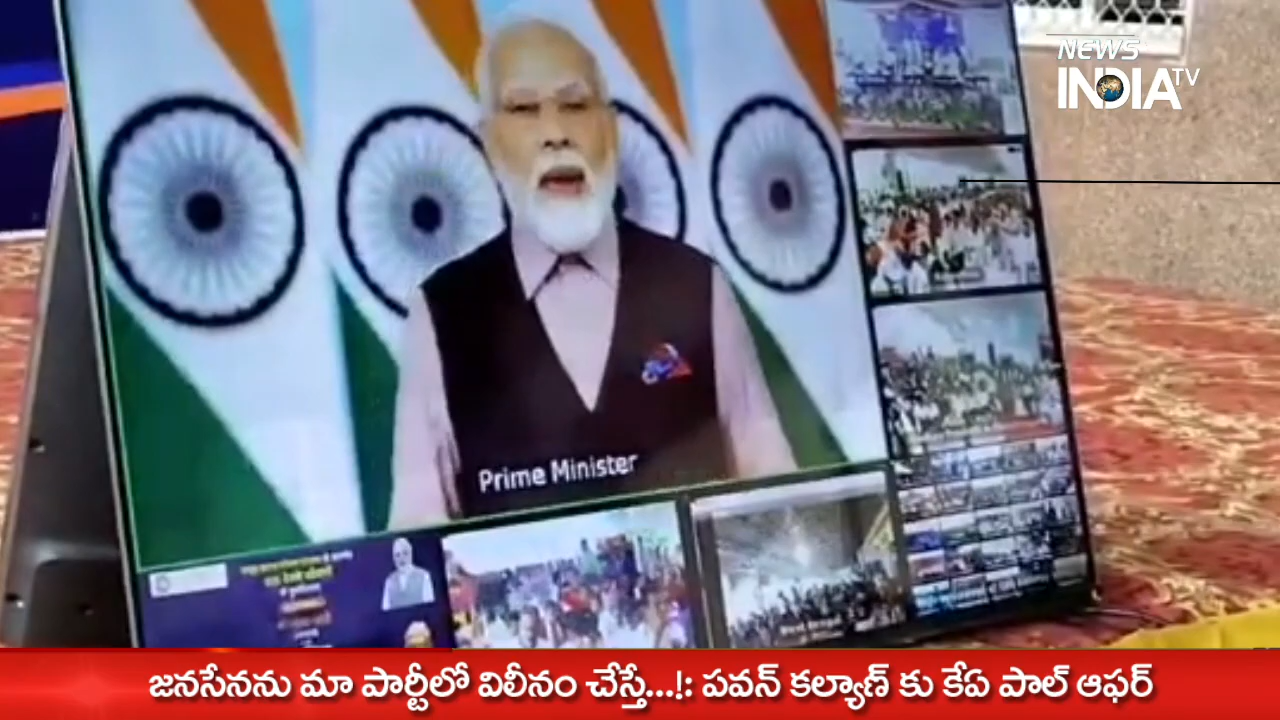 NEWS
INDIA TV
Prime Minister
జనసేనను మా పార్టీలో విలీనం చేస్తే...!: పవన్ కల్యాణ్ కు కేఏ పాల్ ఆఫర్